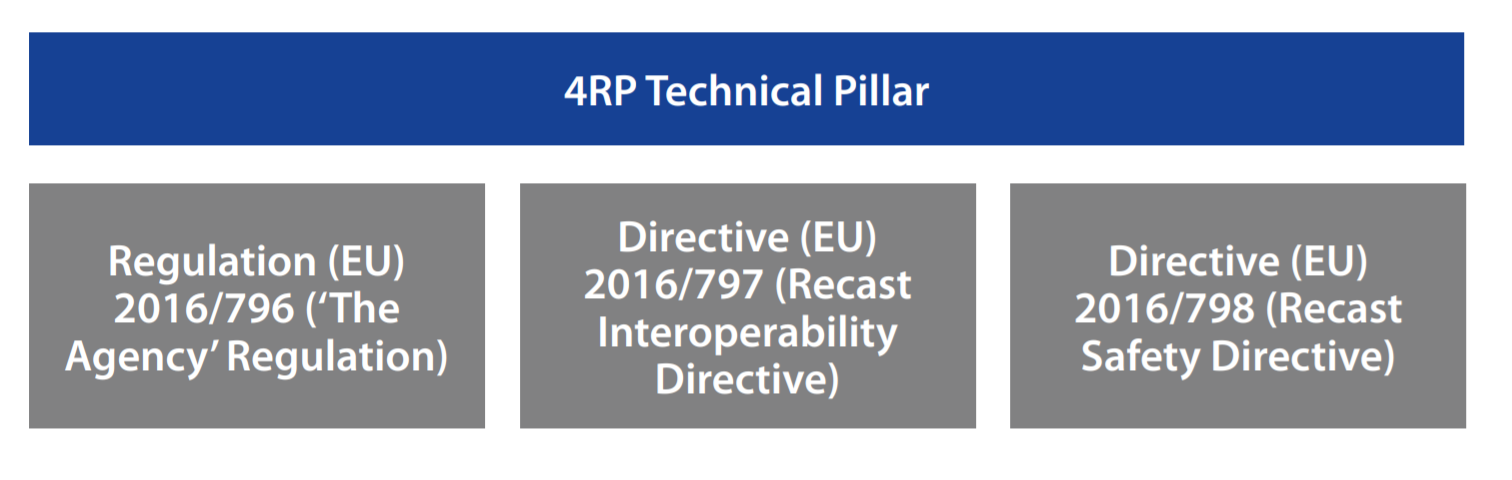 4RP Technical Pillar
Regulation (EU)
2016/796 (‘The
Agency’ Regulation)
Directive (EU)
2016/797 (Recast
Interoperability
Directive)
Directive (EU)
2016/798 (Recast
Safety Directive)